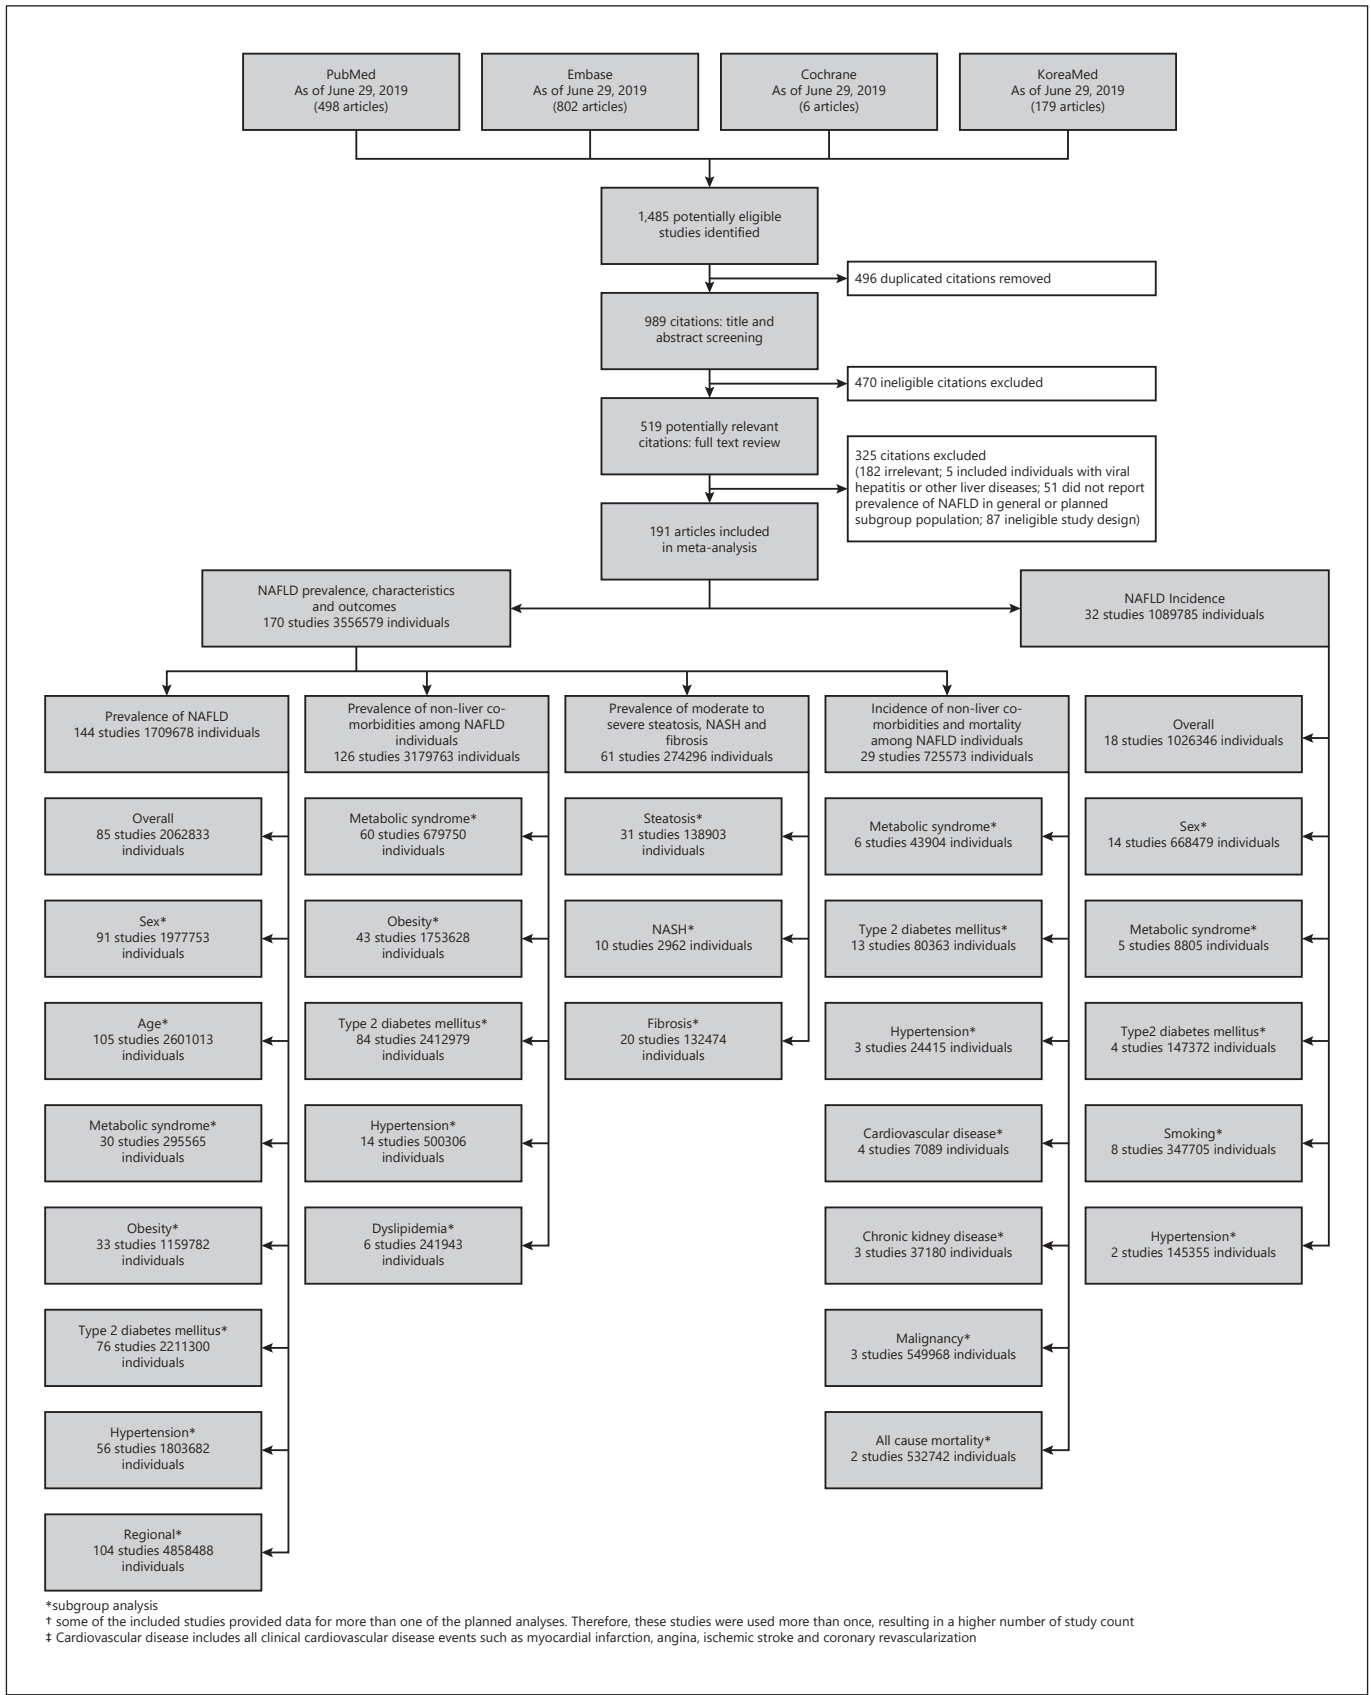 PubMed
As of June 29, 2019
(498 articles)
Embase
As of June 29, 2019
(802 articles)
Cochrane
As of June 29, 2019
(6 articles)
KoreaMed
As of June 29, 2019
(179 articles)
1,485 potentially eligible
studies identified
496 duplicated citations removed
989 citations: title and
abstract screening
470 ineligible citations excluded
519 potentially relevant
citations: full text review
325 citations excluded
(182 irrelevant; 5 included individuals with viral
hepatitis or other liver diseases; 51 did not report
prevalence of NAFLD in general or planned
subgroup population; 87 ineligible study design)
191 articles included
in meta-analysis
NAFLD prevalence, characteristics
and outcomes
170 studies 3556579 individuals
NAFLD Incidence
32 studies 1089785 individuals
Prevalence of NAFLD
144 studies 1709678 individuals
Overall
85 studies 2062833
individuals
Sex*
91 studies 1977753
individuals
Age*
105 studies 2601013
individuals
Metabolic syndrome*
30 studies 295565
individuals
Obesity*
33 studies 1159782
individuals
Type 2 diabetes mellitus*
76 studies 2211300
individuals
Hypertension*
56 studies 1803682
individuals
Regional*
104 studies 4858488
individuals
Prevalence of non-liver co-
morbidities among NAFLD
individuals
126 studies 3179763 individuals
Metabolic syndrome*
60 studies 679750
individuals
Obesity*
43 studies 1753628
individuals
Type 2 diabetes mellitus*
84 studies 2412979
individuals
Hypertension*
14 studies 500306
individuals
Dyslipidemia*
6 studies 241943
individuals
Prevalence of moderate to
severe steatosis, NASH and
fibrosis
61 studies 274296 individuals
Steatosis*
31 studies 138903
individuals
NASH*
10 studies 2962 individuals
Fibrosis*
20 studies 132474
individuals
Incidence of non-liver co-
morbidities and mortality
among NAFLD individuals
29 studies 725573 individuals
Metabolic syndrome*
6 studies 43904 individuals
Type 2 diabetes mellitus*
13 studies 80363 individuals
Hypertension*
3 studies 24415 individuals
Cardiovascular disease*
4 studies 7089 individuals
Chronic kidney disease*
3 studies 37180 individuals
Malignancy*
3 studies 549968 individuals
All cause mortality*
2 studies 532742 individuals
Overall
18 studies 1026346 individuals
Sex*
14 studies 668479 individuals
Metabolic syndrome*
5 studies 8805 individuals
Type2 diabetes mellitus*
4 studies 147372 individuals
Smoking*
8 studies 347705 individuals
Hypertension*
2 studies 145355 individuals
*subgroup analysis
† some of the included studies provided data for more than one of the planned analyses. Therefore, these studies were used more than once, resulting in a higher number of study count
‡ Cardiovascular disease includes all clinical cardiovascular disease events such as myocardial infarction, angina, ischemic stroke and coronary revascularization